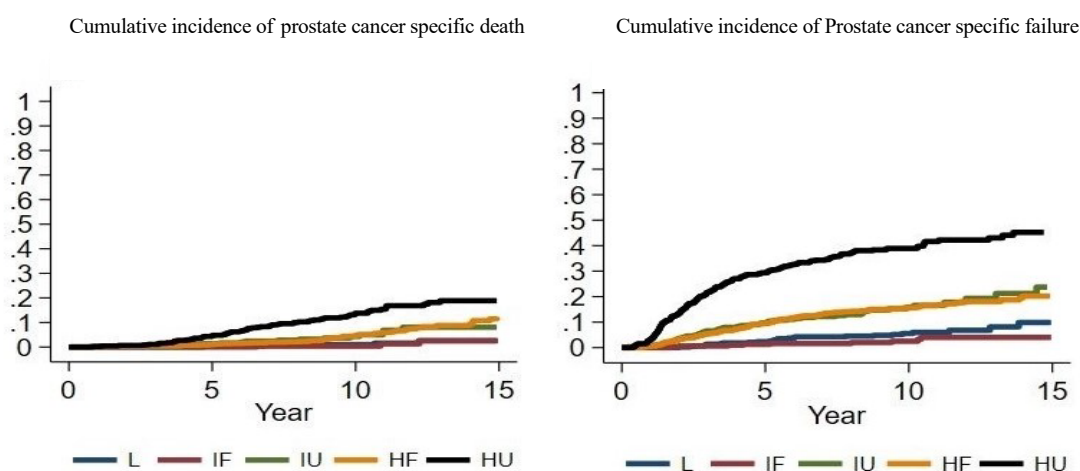 Cumulative incidence of prostate cancer specific death
1
.9
.8
.7
.6
.5
.4
.3
.2
.1
0
0 5 10 15
Year
L IF IU HF HU
Cumulative incidence of Prostate cancer specific failure
1
.9
.8
.7
.6
.5
.4
.3
.2
.1
0
0 5 10 15
Year
L IF IU HF HU